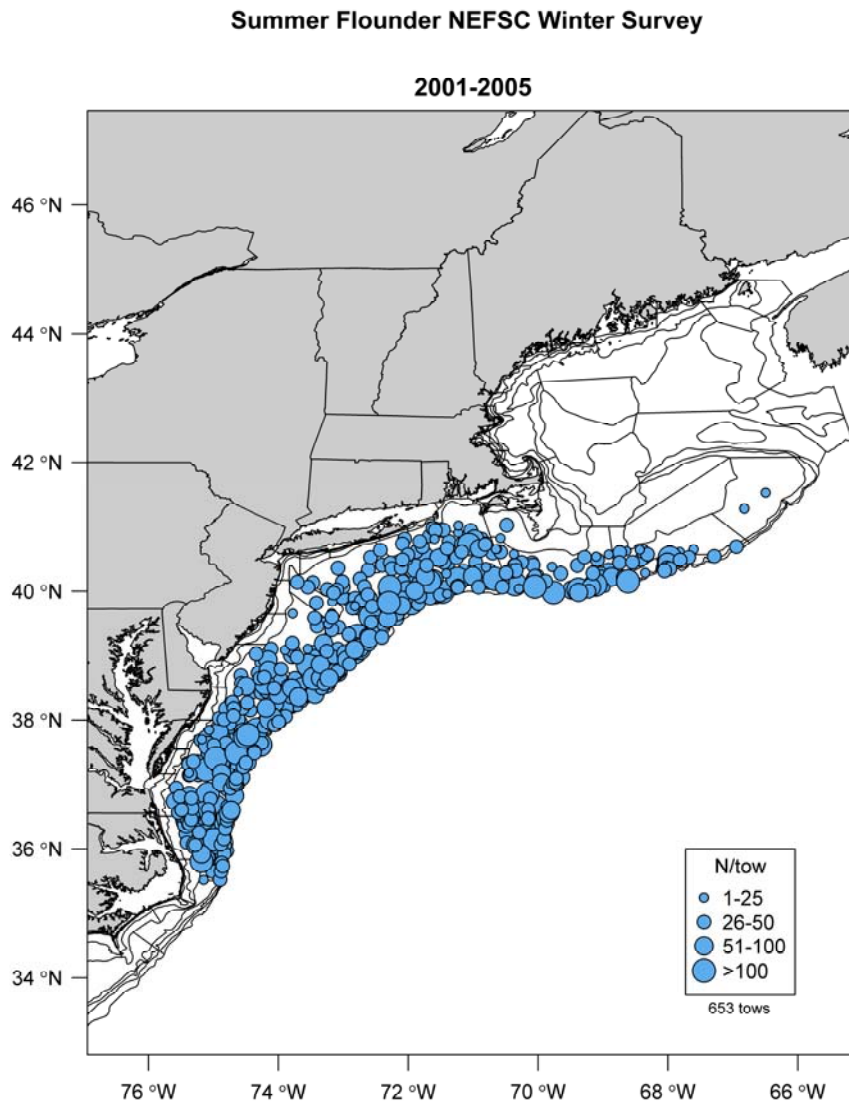 Summer Flounder NEFSC Winter Survey
2001-2005
46 °N
44 °N
42 °N
40 °N
38 °N
36 °N
34 °N
N/tow
1-25
26-50
51-100
>100
653 tows
76 °W
74 °W
72 °W
70 °W
68 °W
66 °W